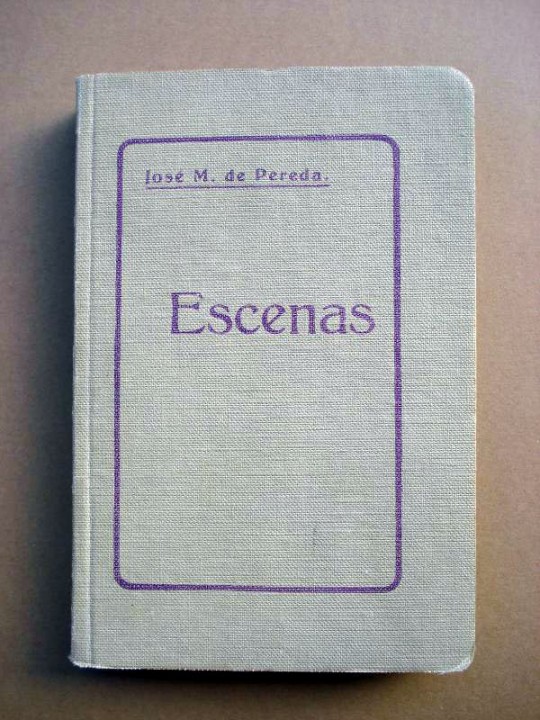 José M. de Pereda.
Escenas